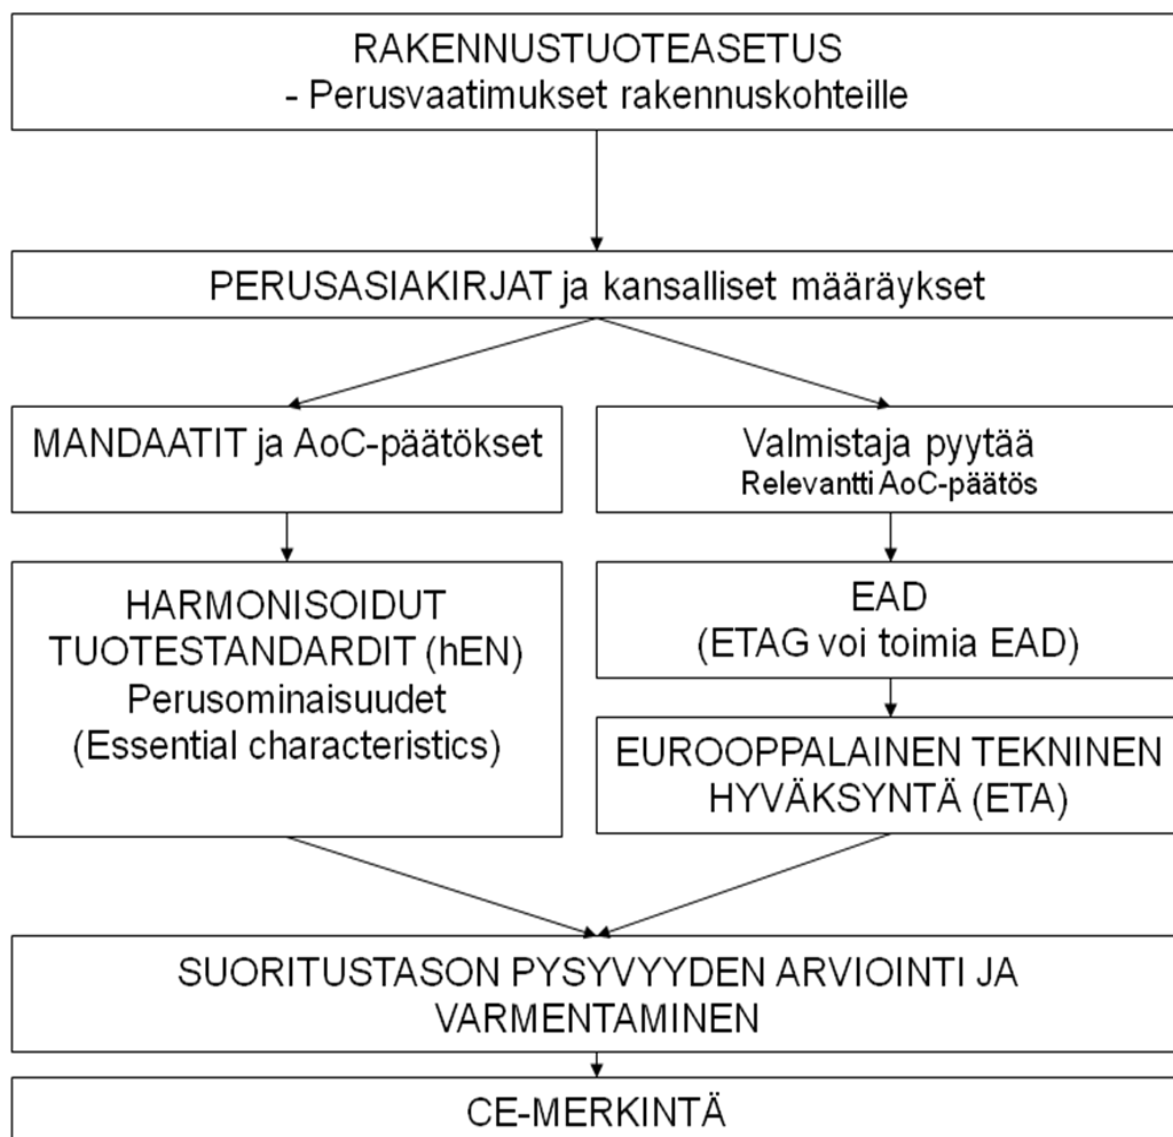 RAKENNUSTUOTEASETUS
- Perusvaatimukset rakennuskohteille
PERUSASIAKIRJAT ja kansalliset määräykset
MANDAATIT ja AoC-päätökset
Valmistaja pyytää
Relevantti AoC-päätös
HARMONISOIDUT
TUOTESTANDARDIT (hEN)
Perusominaisuudet
(Essential characteristics)
EAD
(ETAG voi toimia EAD)
EUROOPPALAINEN TEKNINEN
HYVÄKSYNTÄ (ETA)
SUORITUSTASON PYSYVYYDEN ARVIOINTI JA
VARMENTAMINEN
CE-MERKINTÄ